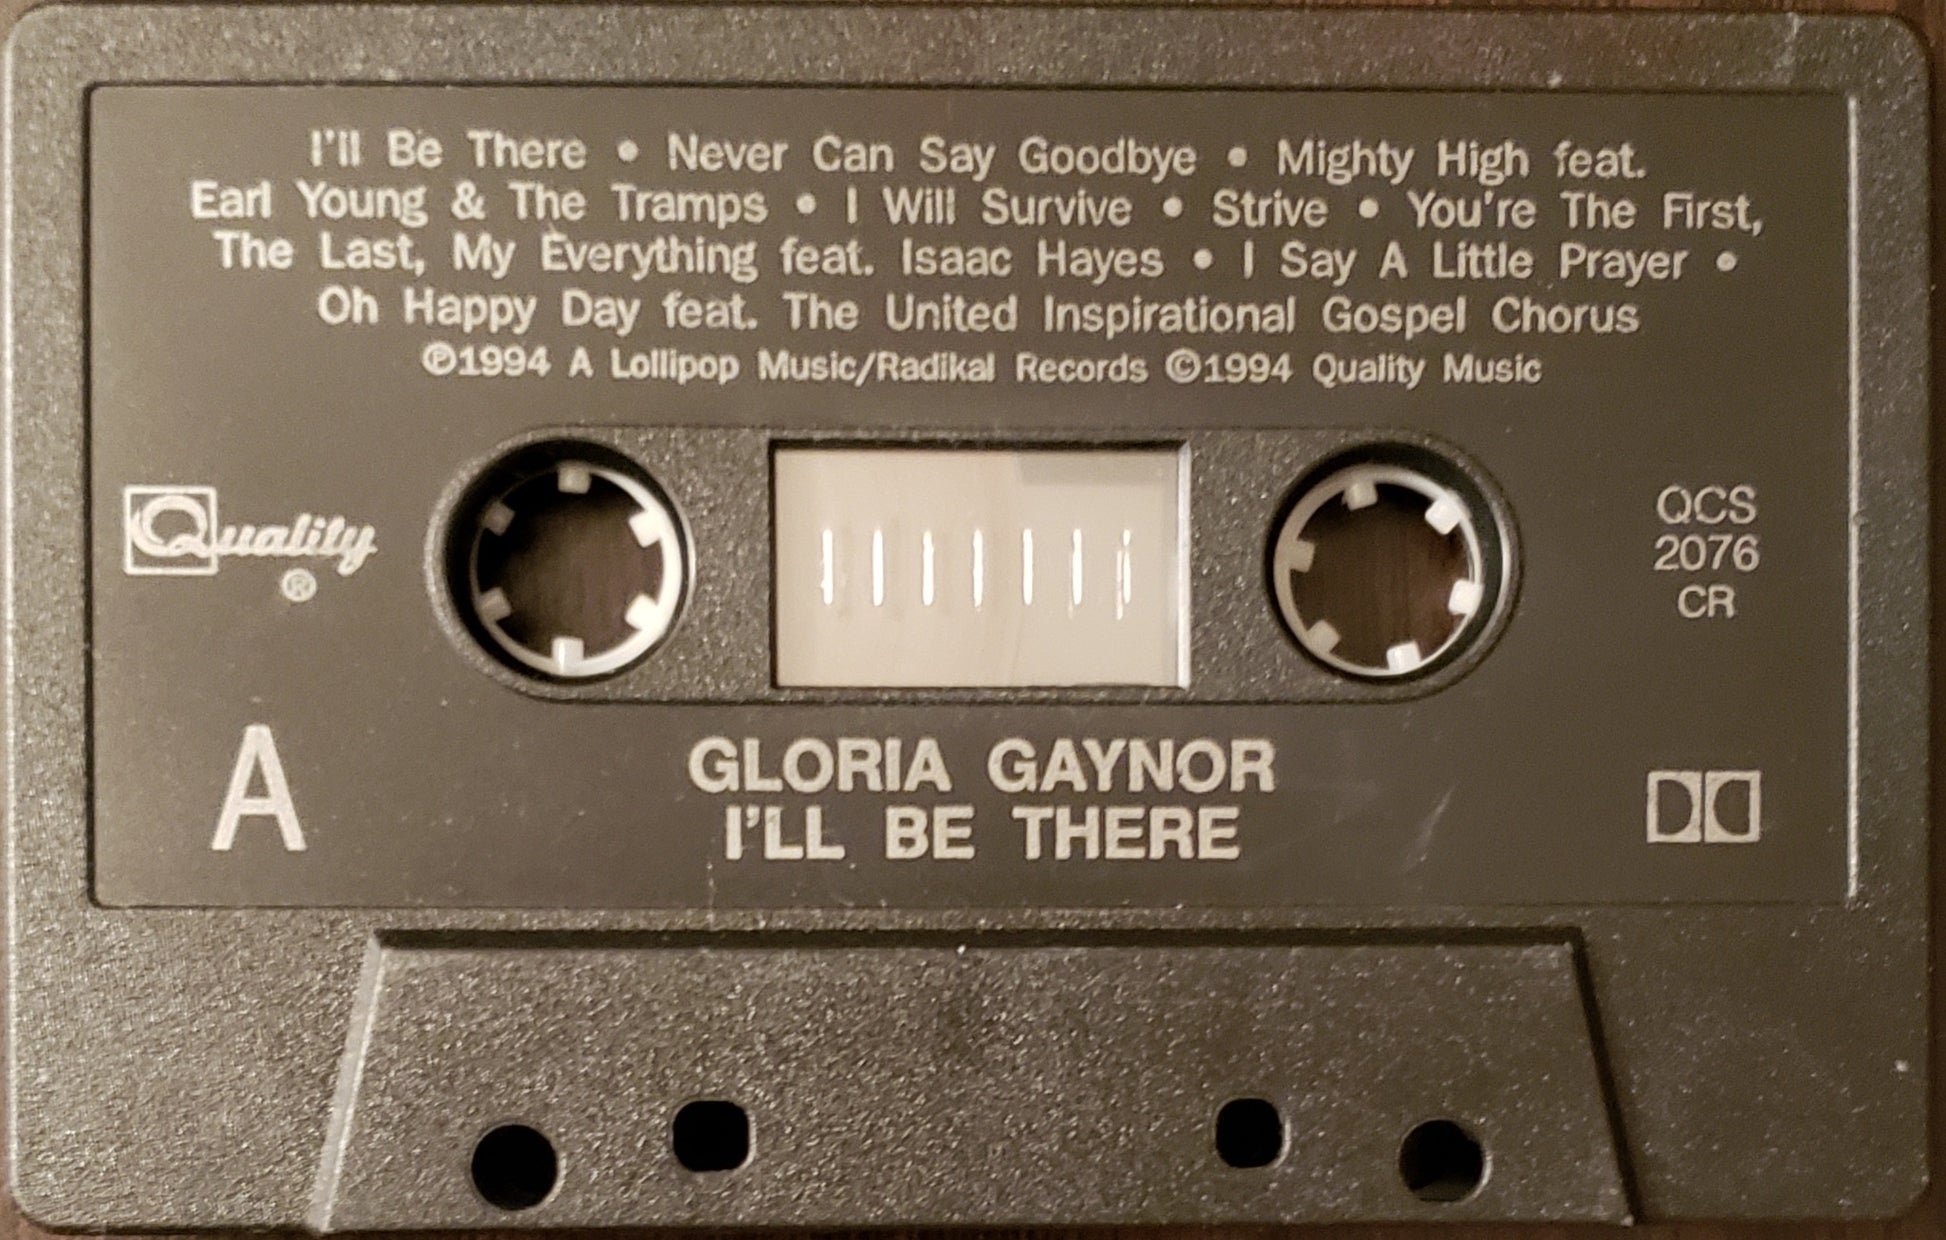 I'll Be There • Never Can Say Goodbye • Mighty High feat.
Earl Young & The Tramps • I Will Survive • Strive • You're The First,
The Last, My Everything feat. Isaac Hayes • I Say A Little Prayer •
Oh Happy Day feat. The United Inspirational Gospel Chorus
℗1994 A Lollipop Music/Radikal Records ©1994 Quality Music
Quality
®
QCS
2076
CR
A
GLORIA GAYNOR
I'LL BE THERE